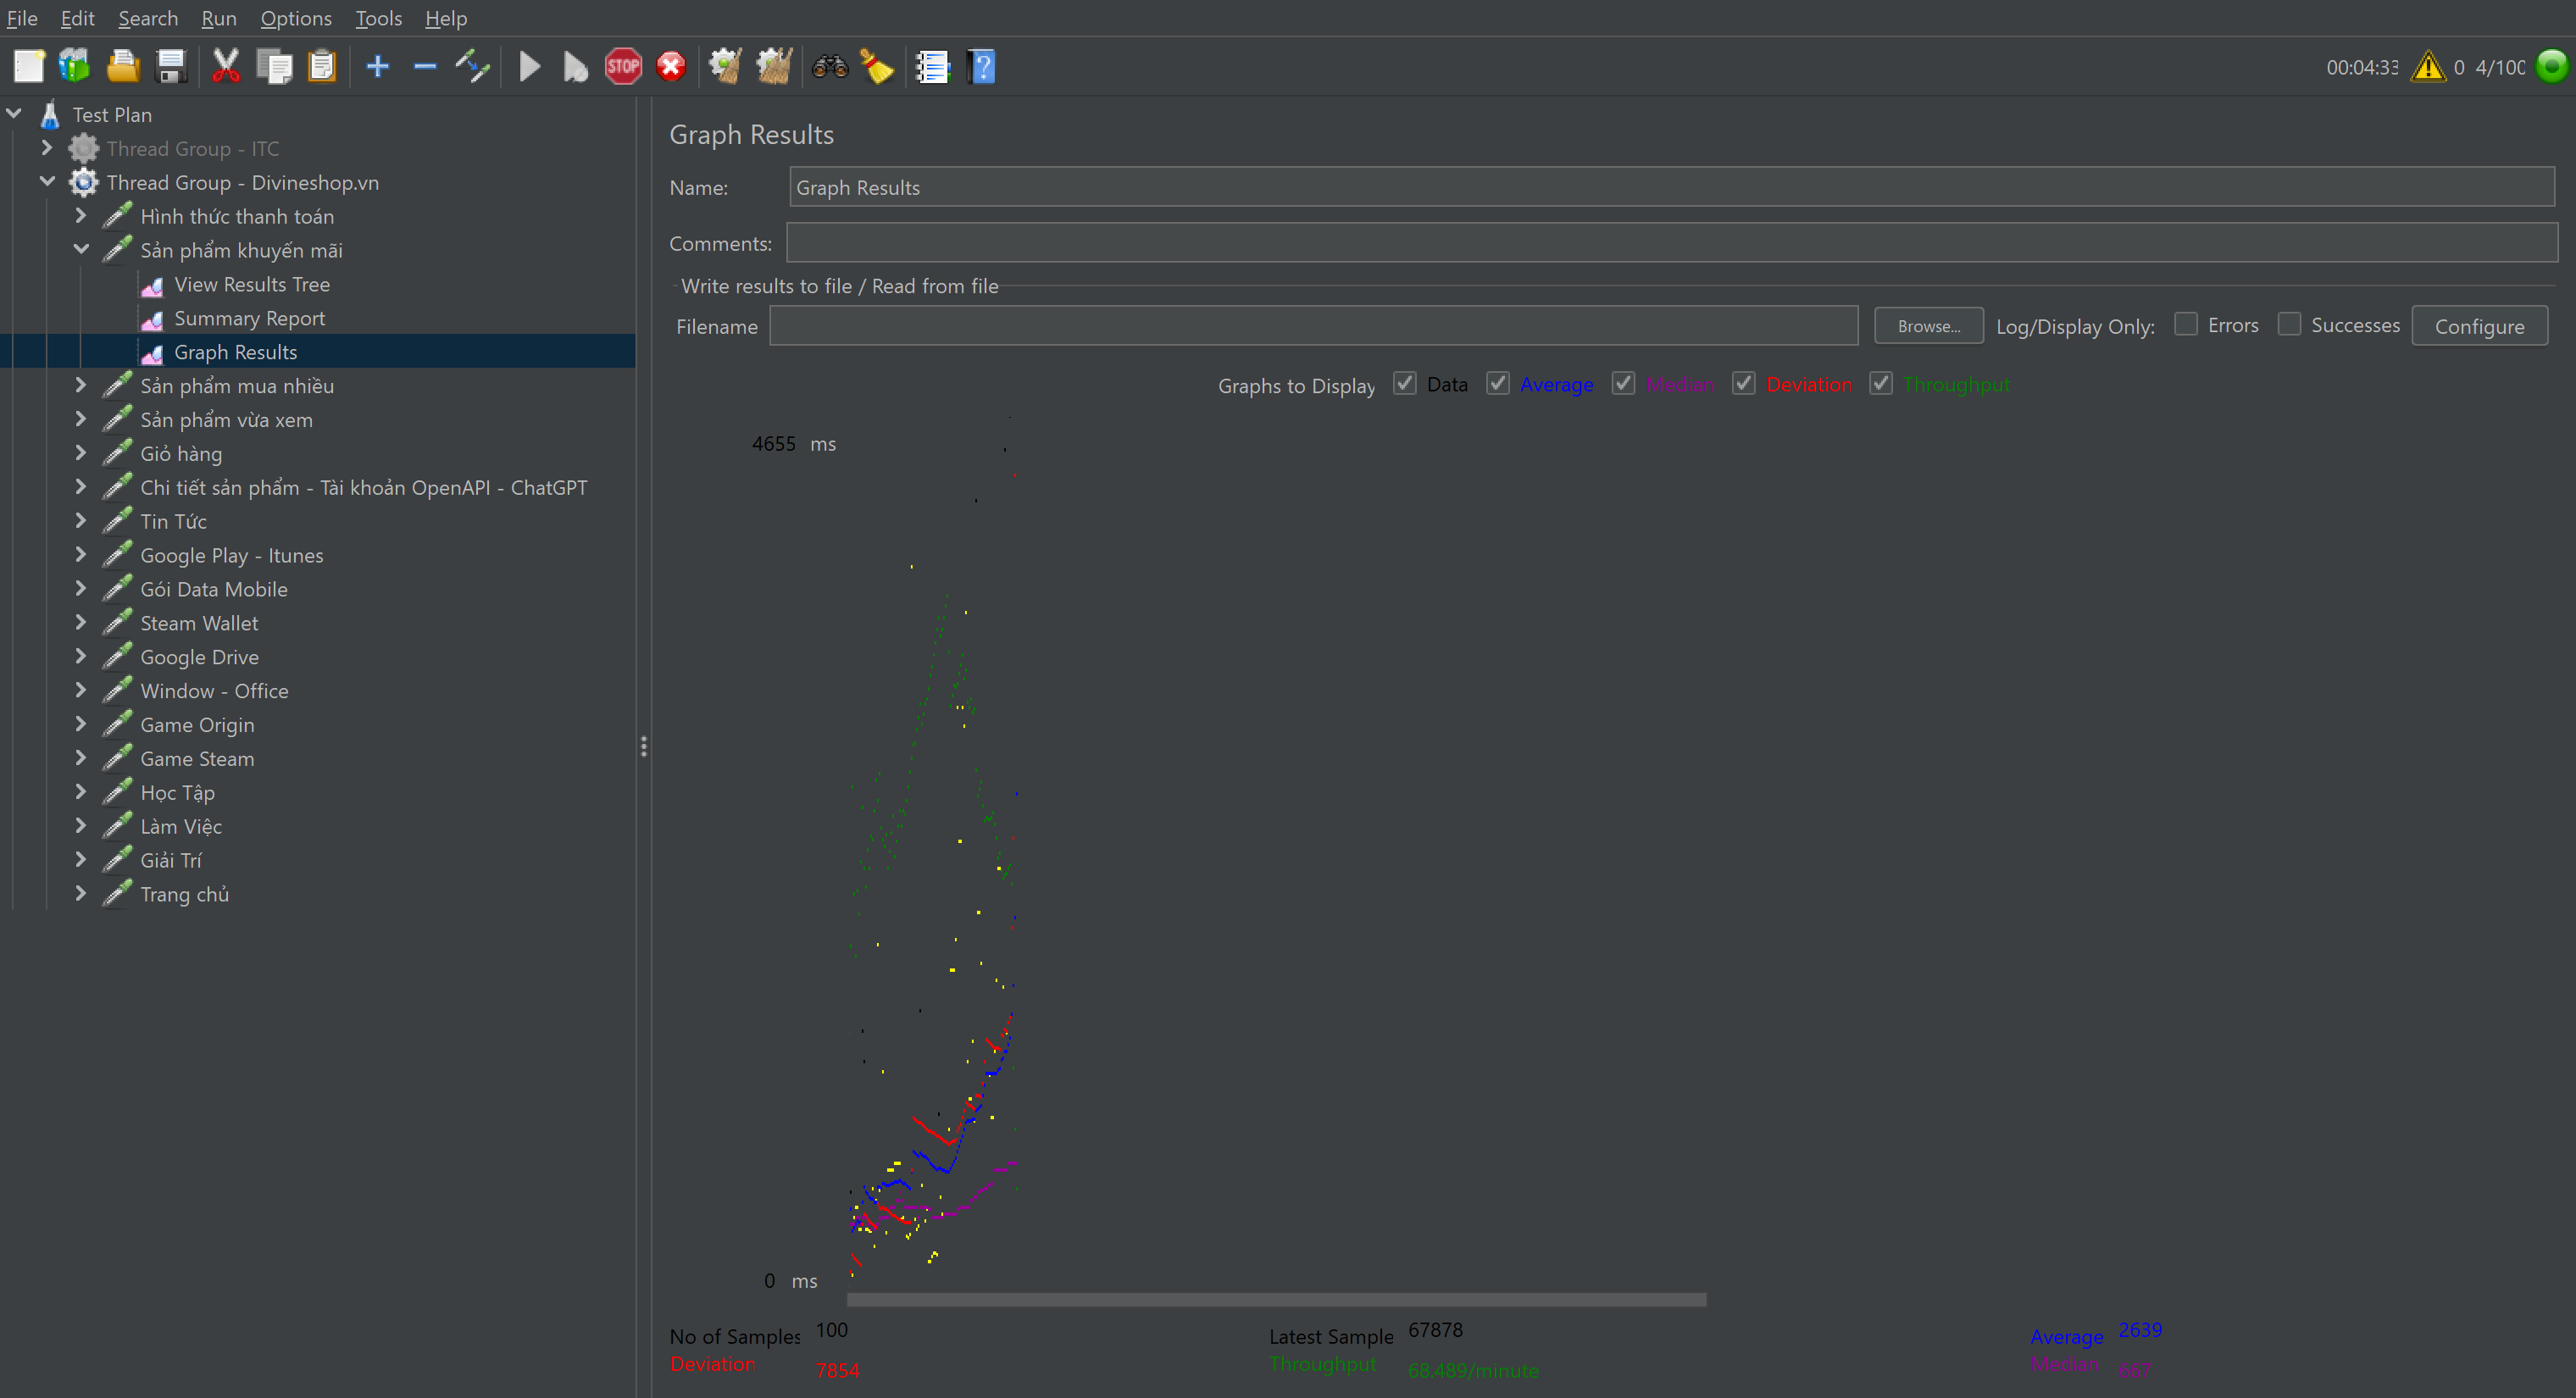 File Edit Search Run Options Tools Help
STOP
00:04:33 0 4/100
Test Plan
Thread Group - ITC
Thread Group - Divineshop.vn
Hình thức thanh toán
Sản phẩm khuyến mãi
View Results Tree
Summary Report
Graph Results
Sản phẩm mua nhiều
Sản phẩm vừa xem
Giỏ hàng
Chi tiết sản phẩm - Tài khoản OpenAPI - ChatGPT
Tin Tức
Google Play - Itunes
Gói Data Mobile
Steam Wallet
Google Drive
Window - Office
Game Origin
Game Steam
Học Tập
Làm Việc
Giải Trí
Trang chủ
Graph Results
Name: Graph Results
Comments:
Write results to file / Read from file
Filename Browse... Log/Display Only: Errors Successes Configure
Graphs to Display Data Average Median Deviation Throughput
4655 ms
0 ms
No of Samples 100 Latest Sample 67878 Average 2639
Deviation 7854 Throughput 68.489/minute Median 667